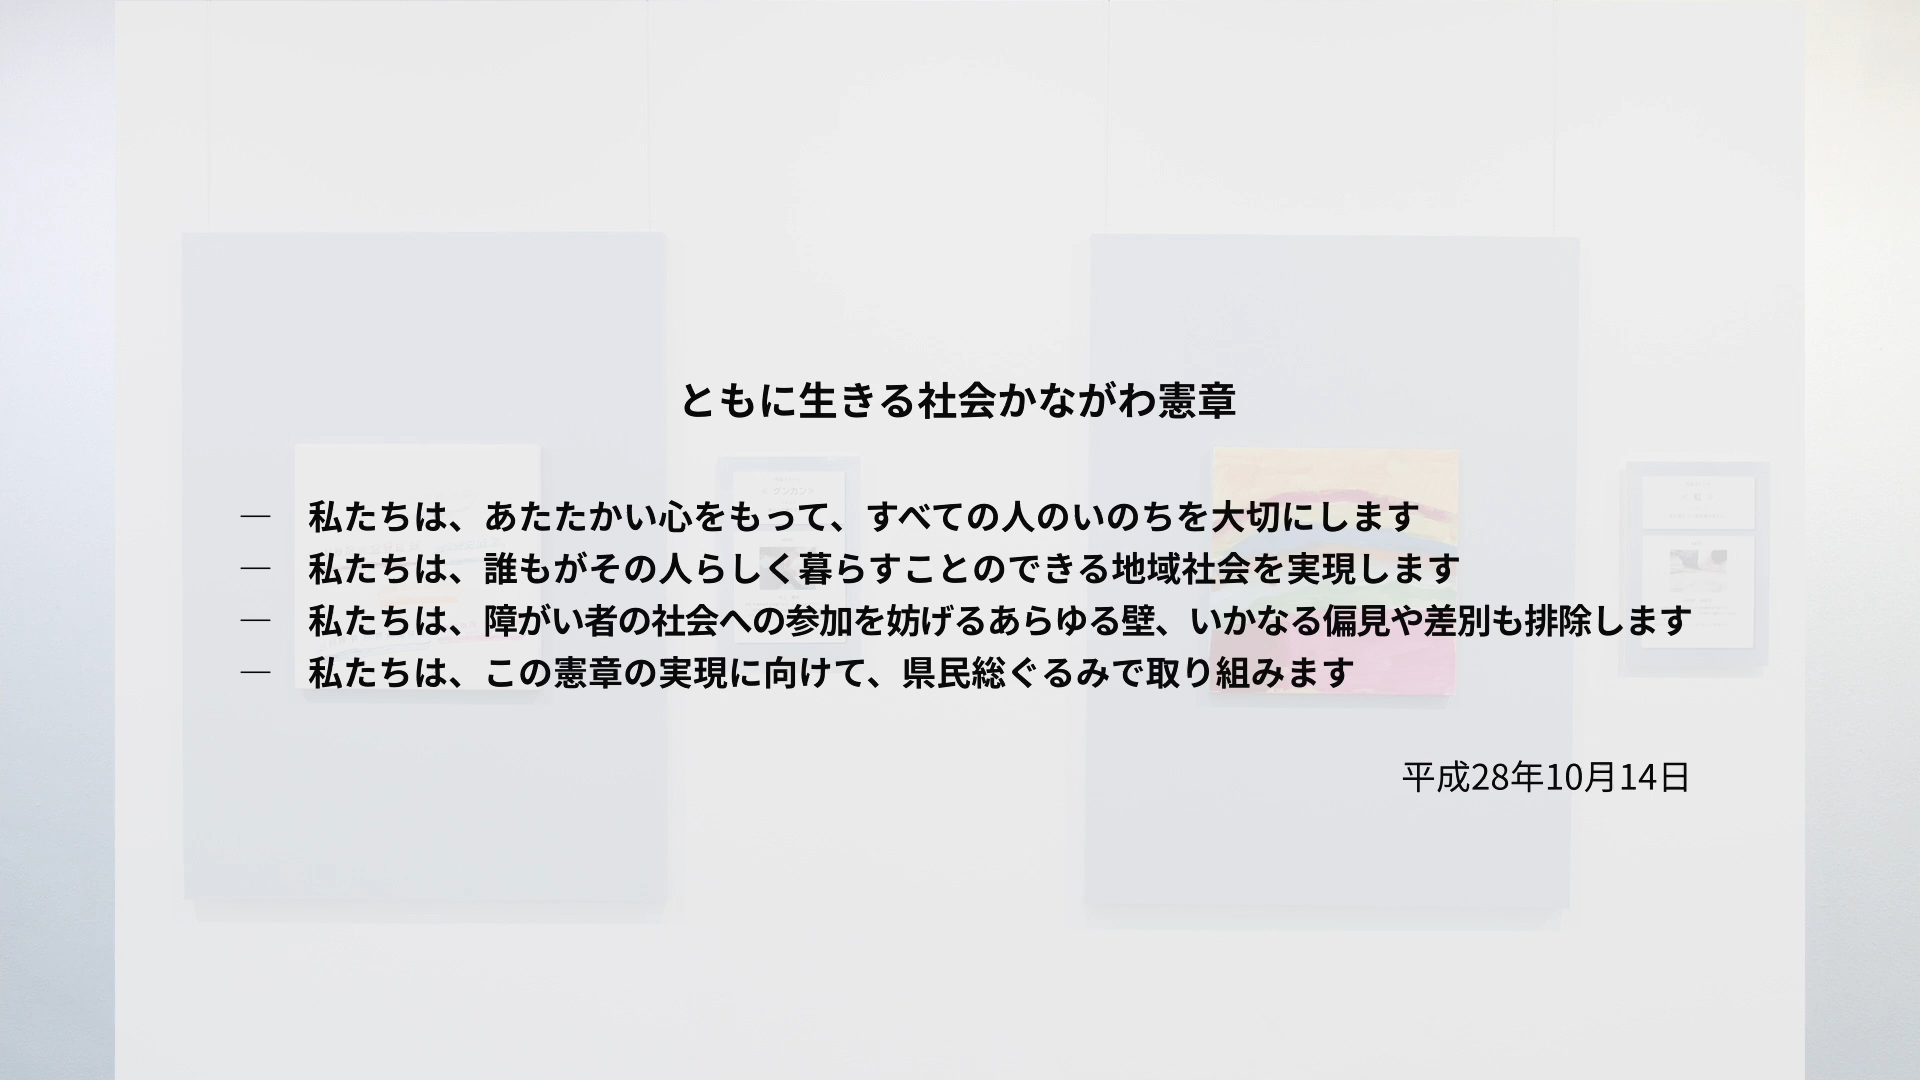 ともに生きる社会かながわ憲章
― 私たちは、あたたかい心をもって、すべての人のいのちを大切にします
― 私たちは、誰もがその人らしく暮らすことのできる地域社会を実現します
― 私たちは、障がい者の社会への参加を妨げるあらゆる壁、いかなる偏見や差別も排除します
― 私たちは、この憲章の実現に向けて、県民総ぐるみで取り組みます
平成28年10月14日